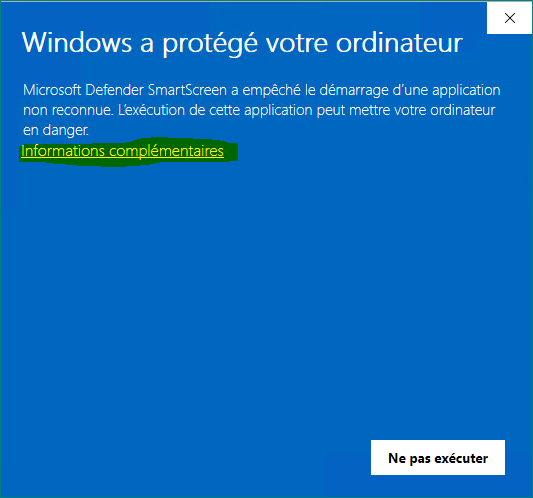 Windows a protégé votre ordinateur
Microsoft Defender SmartScreen a empêché le démarrage d'une application
non reconnue. L'exécution de cette application peut mettre votre ordinateur
en danger.
Informations complémentaires
Ne pas exécuter